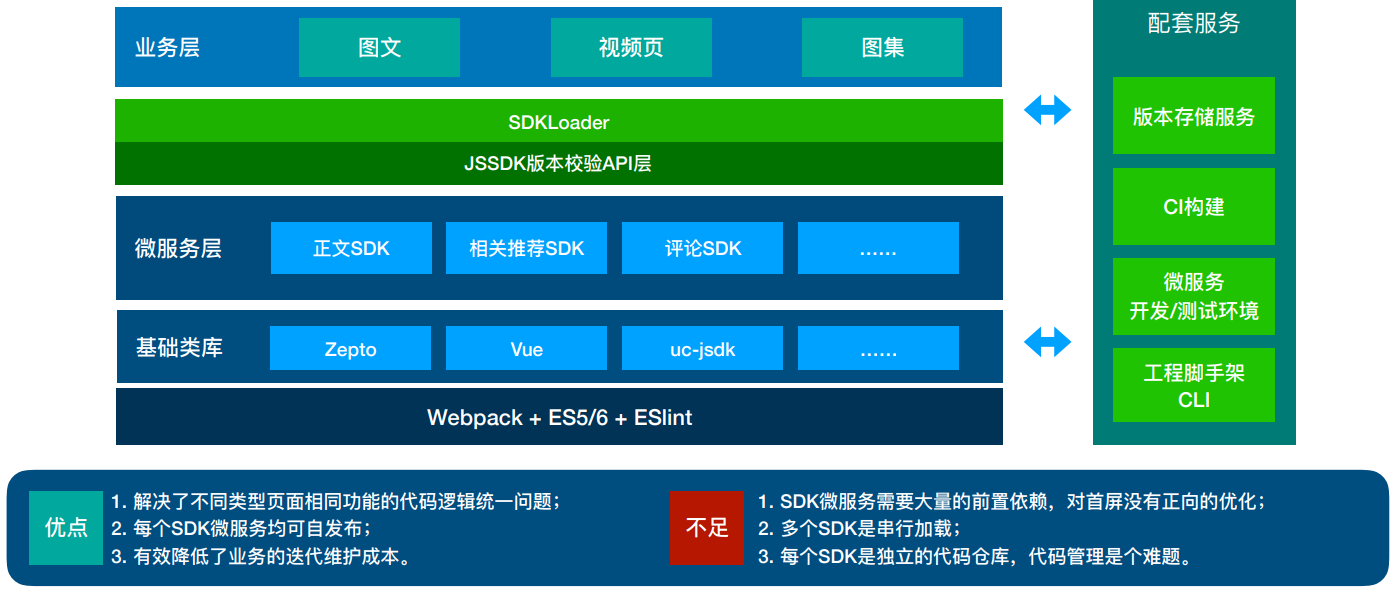 业务层
图文
视频页
图集
SDKLoader
JSSDK版本校验API层
微服务层
正文SDK
相关推荐SDK
评论SDK
......
基础类库
Zepto
Vue
uc-jsdk
......
Webpack + ES5/6 + ESlint
配套服务
版本存储服务
CI构建
微服务
开发/测试环境
工程脚手架
CLI
优点
1. 解决了不同类型页面相同功能的代码逻辑统一问题；
2. 每个SDK微服务均可自发布；
3. 有效降低了业务的迭代维护成本。
不足
1. SDK微服务需要大量的前置依赖，对首屏没有正向的优化；
2. 多个SDK是串行加载；
3. 每个SDK是独立的代码仓库，代码管理是个难题。